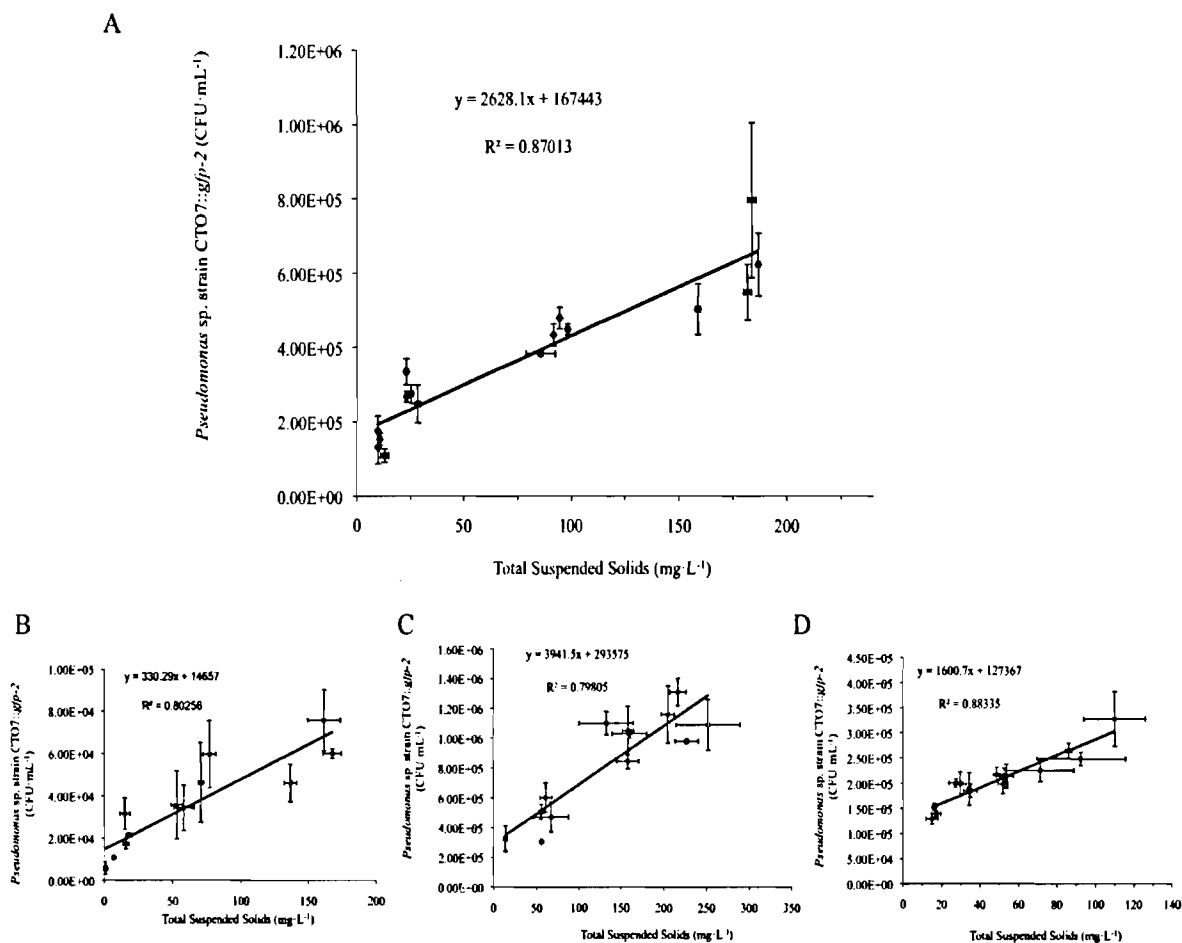 A
Pseudomonas sp. strain CTO7::gfp-2 (CFU·mL-1)
1.20E+06
1.00E+06
8.00E+05
6.00E+05
4.00E+05
2.00E+05
0.00E+00
y = 2628.1x + 167443
R² = 0.87013
0
50
100
150
200
Total Suspended Solids (mg·L-1)
B
Pseudomonas sp. strain CTO7::gfp-2
(CFU·mL-1)
1.00E+05
8.00E+04
6.00E+04
4.00E+04
2.00E+04
0.00E+00
y = 330.29x + 14657
R² = 0.80256
0
50
100
150
200
Total Suspended Solids (mg·L-1)
C
Pseudomonas sp. strain CTO7::gfp-2
(CFU·mL-1)
1.60E+06
1.40E+06
1.20E+06
1.00E+06
8.00E+05
6.00E+05
4.00E+05
2.00E+05
0.00E+00
y = 3941.5x + 293575
R² = 0.79805
0
50
100
150
200
250
300
350
Total Suspended Solids (mg·L-1)
D
Pseudomonas sp. strain CTO7::gfp-2
(CFU·mL-1)
4.50E+05
4.00E+05
3.50E+05
3.00E+05
2.50E+05
2.00E+05
1.50E+05
1.00E+05
5.00E+04
0.00E+00
y = 1600.7x + 127367
R² = 0.88335
0
20
40
60
80
100
120
140
Total Suspended Solids (mg·L-1)